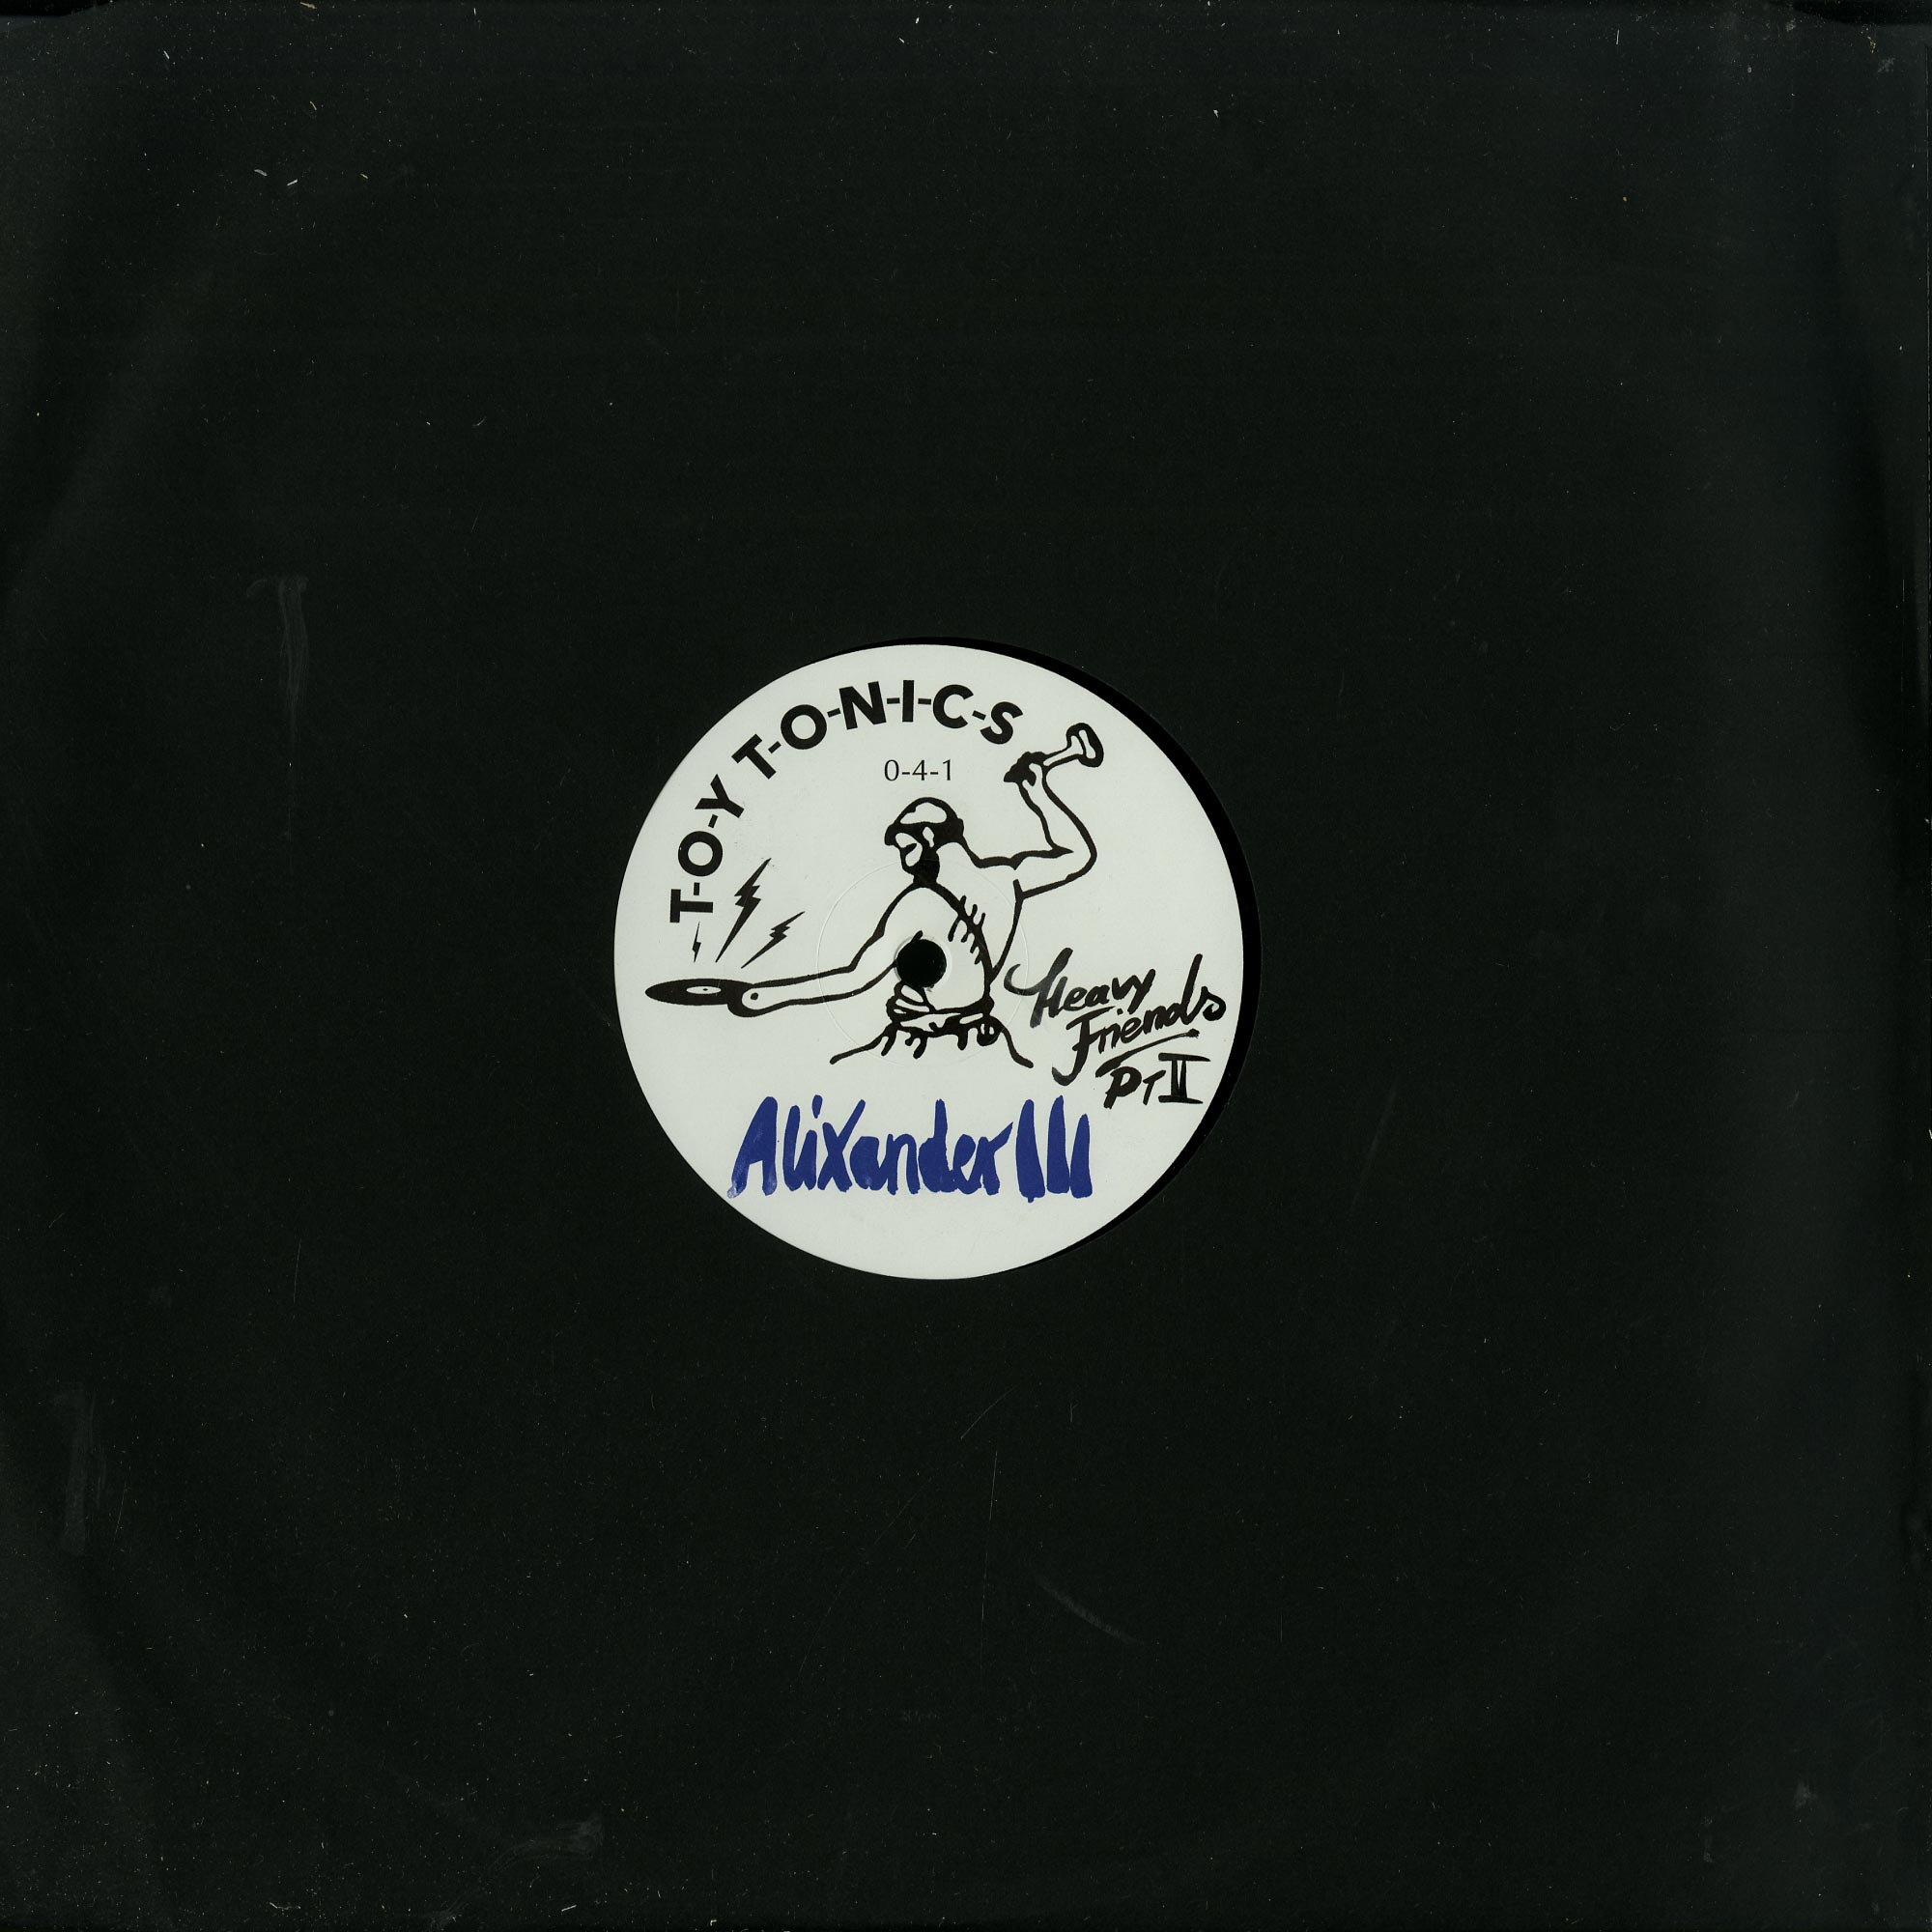 T-O-Y T-O-N-I-C-S
0-4-1
Heavy
Friends
PT II
AliXander III